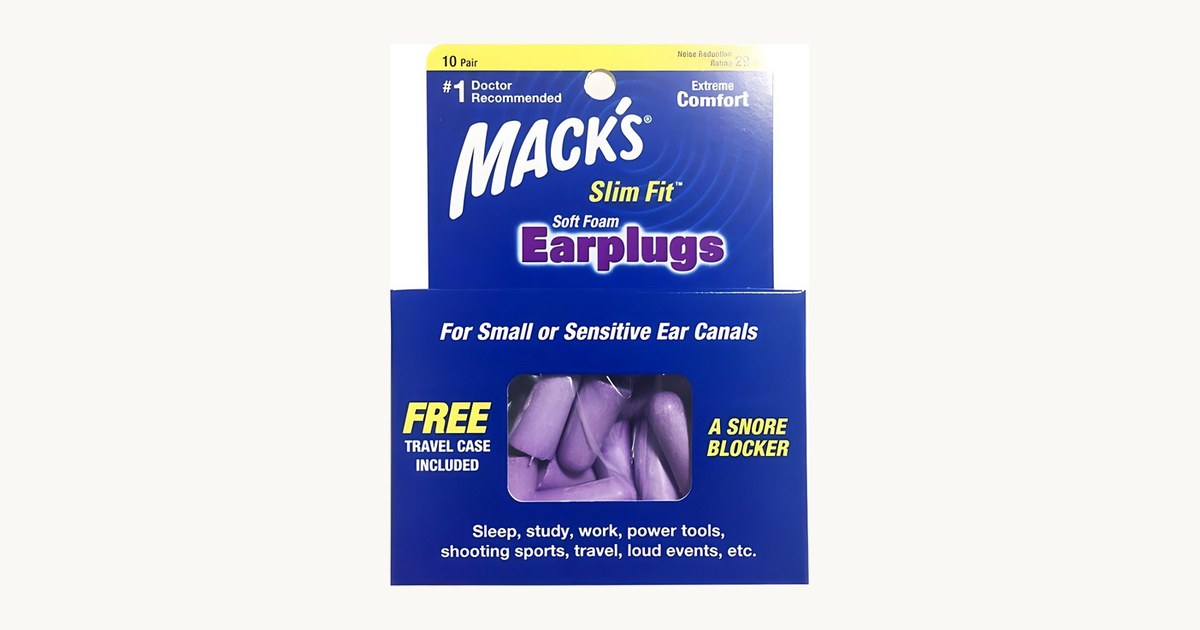 10 Pair
Noise Reduction
Rating 29
#1 Doctor
Recommended
Extreme
Comfort
MACK'S®
Slim Fit™
Soft Foam
Earplugs
For Small or Sensitive Ear Canals
FREE
TRAVEL CASE
INCLUDED
A SNORE
BLOCKER
Sleep, study, work, power tools,
shooting sports, travel, loud events, etc.